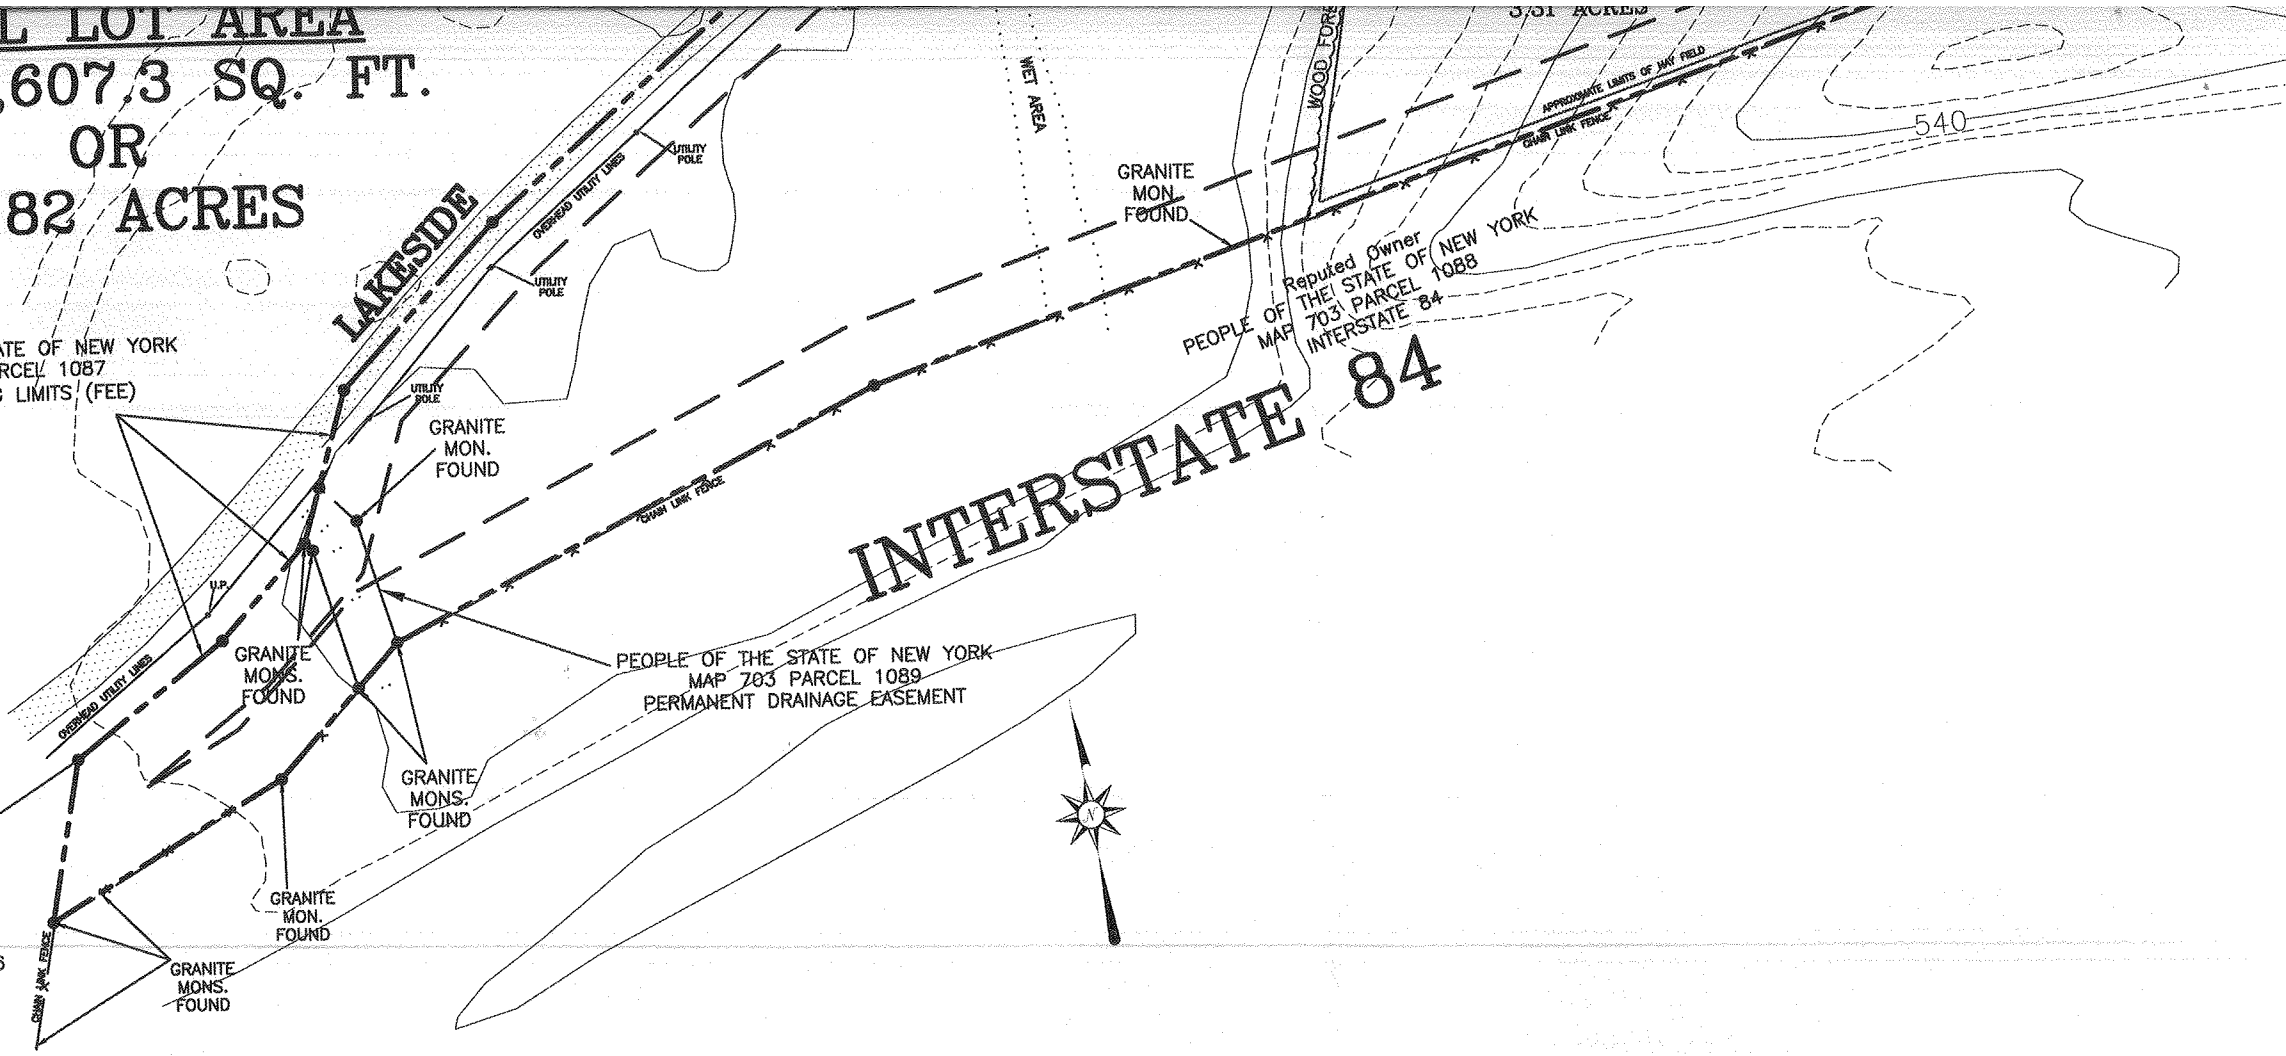 L LOT AREA
,607.3 SQ. FT.
OR
82 ACRES
3.31 ACRES
WOOD FORE
WET AREA
APPROXIMATE LIMITS OF HAY FIELD
CHAIN LINK FENCE
540
UTILITY
POLE
OVERHEAD UTILITY LINES
LAKESIDE
UTILITY
POLE
GRANITE
MON.
FOUND
Reputed Owner
PEOPLE OF THE STATE OF NEW YORK
MAP 703 PARCEL 1088
INTERSTATE 84
INTERSTATE 84
ATE OF NEW YORK
RCEL 1087
LIMITS (FEE)
UTILITY
POLE
GRANITE
MON.
FOUND
CHAIN LINK FENCE
U.P.
OVERHEAD UTILITY LINES
GRANITE
MONS.
FOUND
PEOPLE OF THE STATE OF NEW YORK
MAP 703 PARCEL 1089
PERMANENT DRAINAGE EASEMENT
GRANITE
MONS.
FOUND
N
GRANITE
MON.
FOUND
CHAIN LINK FENCE
GRANITE
MONS.
FOUND